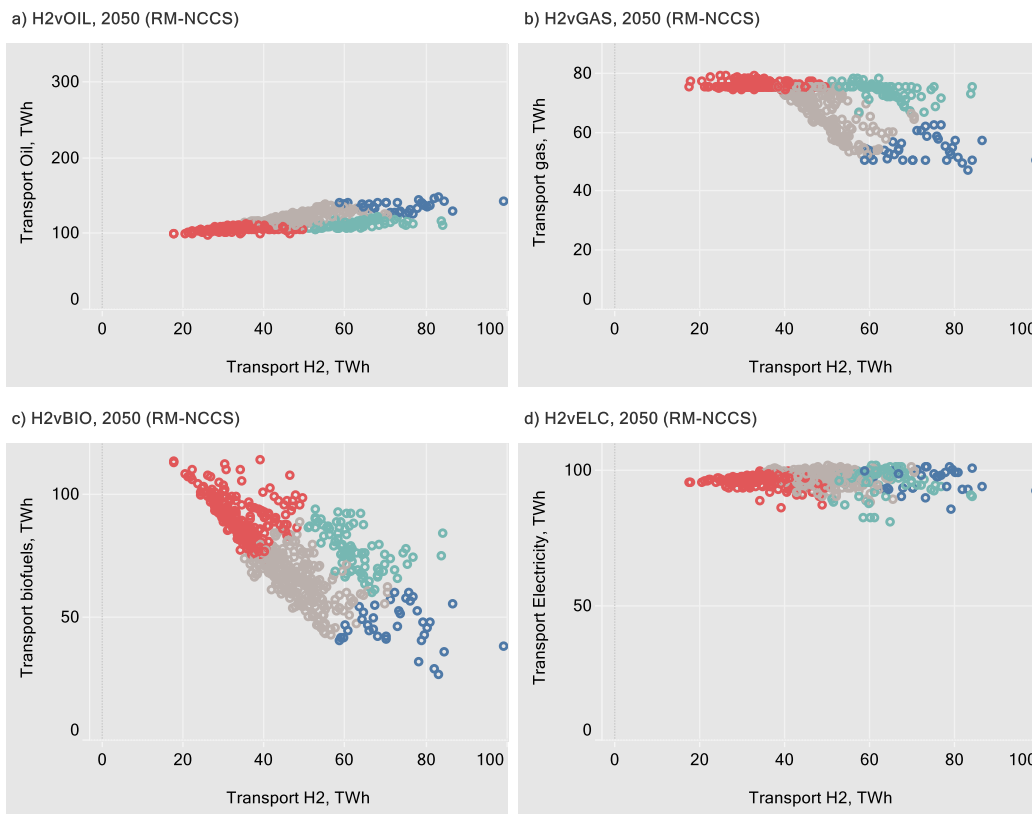 a) H2vOIL, 2050 (RM-NCCS)
Transport Oil, TWh
300
200
100
0
0 20 40 60 80 100
Transport H2, TWh
b) H2vGAS, 2050 (RM-NCCS)
Transport gas, TWh
80
60
40
20
0
0 20 40 60 80 100
Transport H2, TWh
c) H2vBIO, 2050 (RM-NCCS)
Transport biofuels, TWh
100
50
0
0 20 40 60 80 100
Transport H2, TWh
d) H2vELC, 2050 (RM-NCCS)
Transport Electricity, TWh
100
50
0
0 20 40 60 80 100
Transport H2, TWh